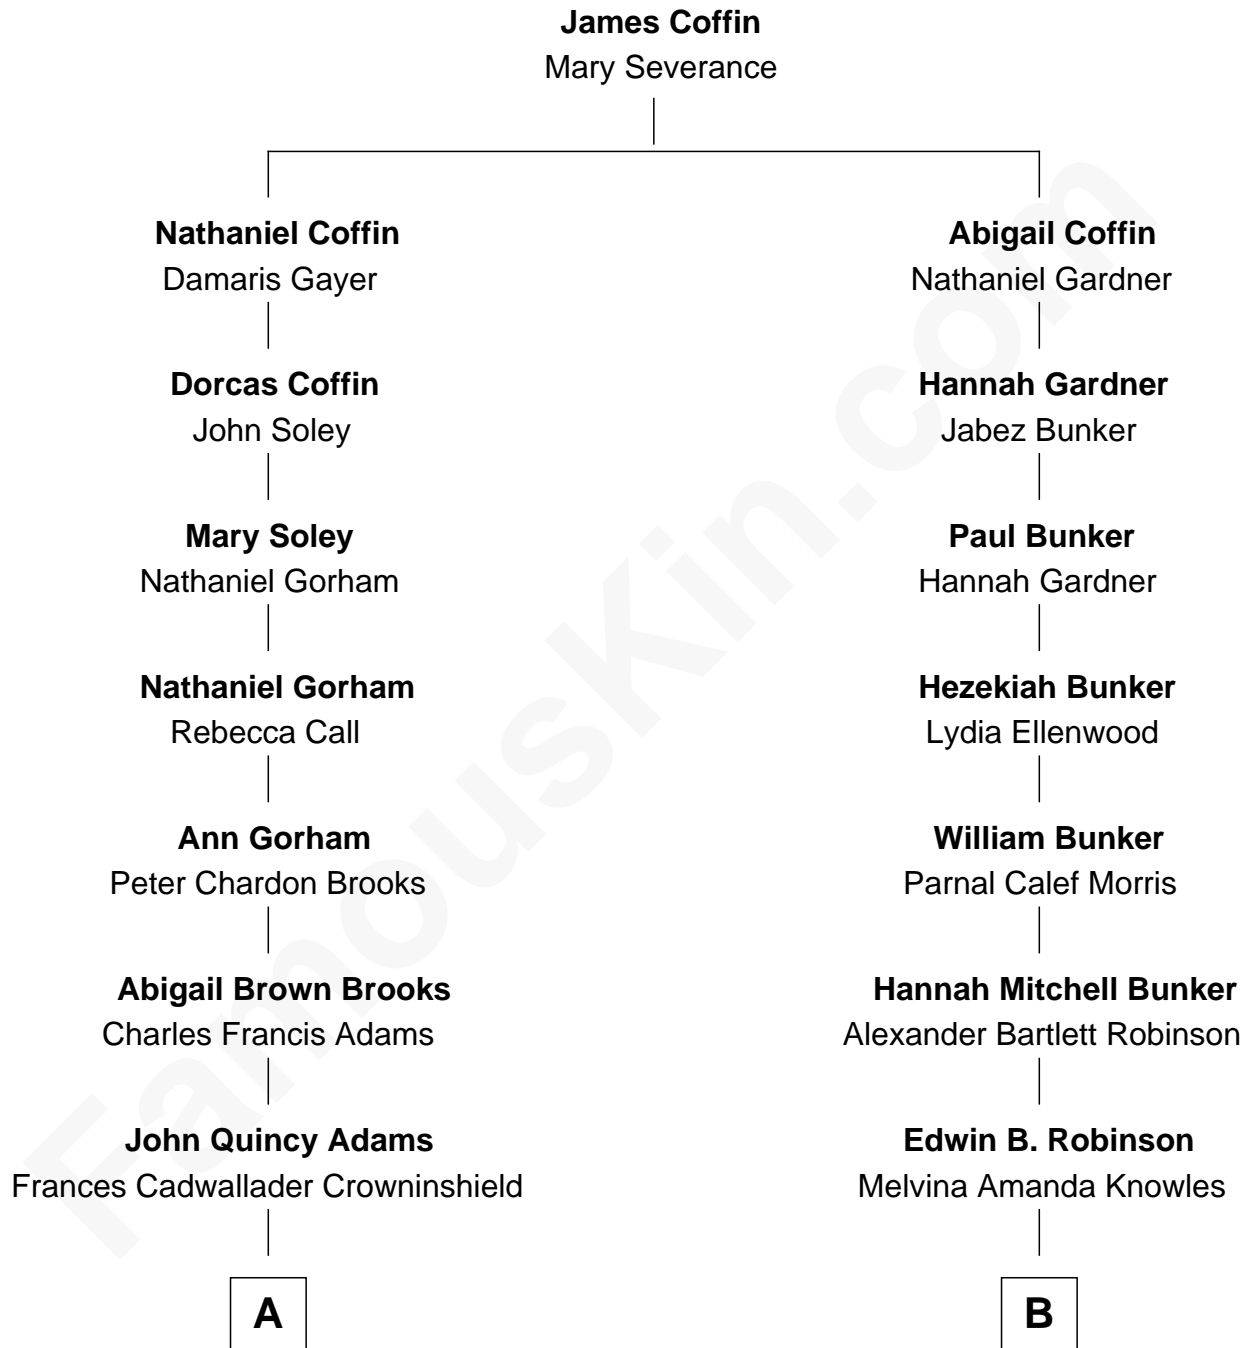 James Coffin
Mary Severance
Nathaniel Coffin
Damaris Gayer
Dorcas Coffin
John Soley
Mary Soley
Nathaniel Gorham
Nathaniel Gorham
Rebecca Call
Ann Gorham
Peter Chardon Brooks
Abigail Brown Brooks
Charles Francis Adams
John Quincy Adams
Frances Cadwallader Crowninshield
A
Abigail Coffin
Nathaniel Gardner
Hannah Gardner
Jabez Bunker
Paul Bunker
Hannah Gardner
Hezekiah Bunker
Lydia Ellenwood
William Bunker
Parnal Calef Morris
Hannah Mitchell Bunker
Alexander Bartlett Robinson
Edwin B. Robinson
Melvina Amanda Knowles
B
FamousKin.com